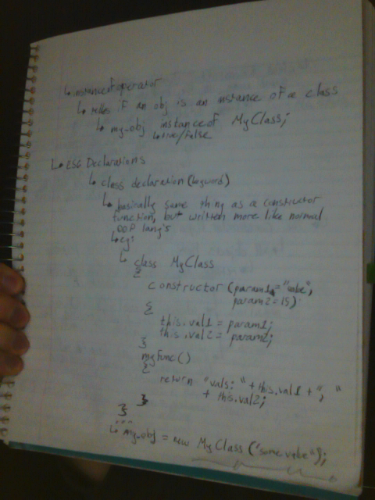 ↳ instanceof operator
↳ tells if an obj is an instance of a class
↳ my_obj instanceof MyClass;
↳ true/false
↳ ES6 Declarations
↳ class declaration (keyword)
↳ basically same thing as a constructor
function, but written more like normal
OOP lang's
↳ eg:
↳ class MyClass
{
constructor (param1="value",
param2=15)
{
this.val1 = param1;
this.val2 = param2;
}
myfunc()
{
return "vals: " + this.val1 + ", "
+ this.val2;
}
}
...
↳ my_obj = new MyClass("some value");